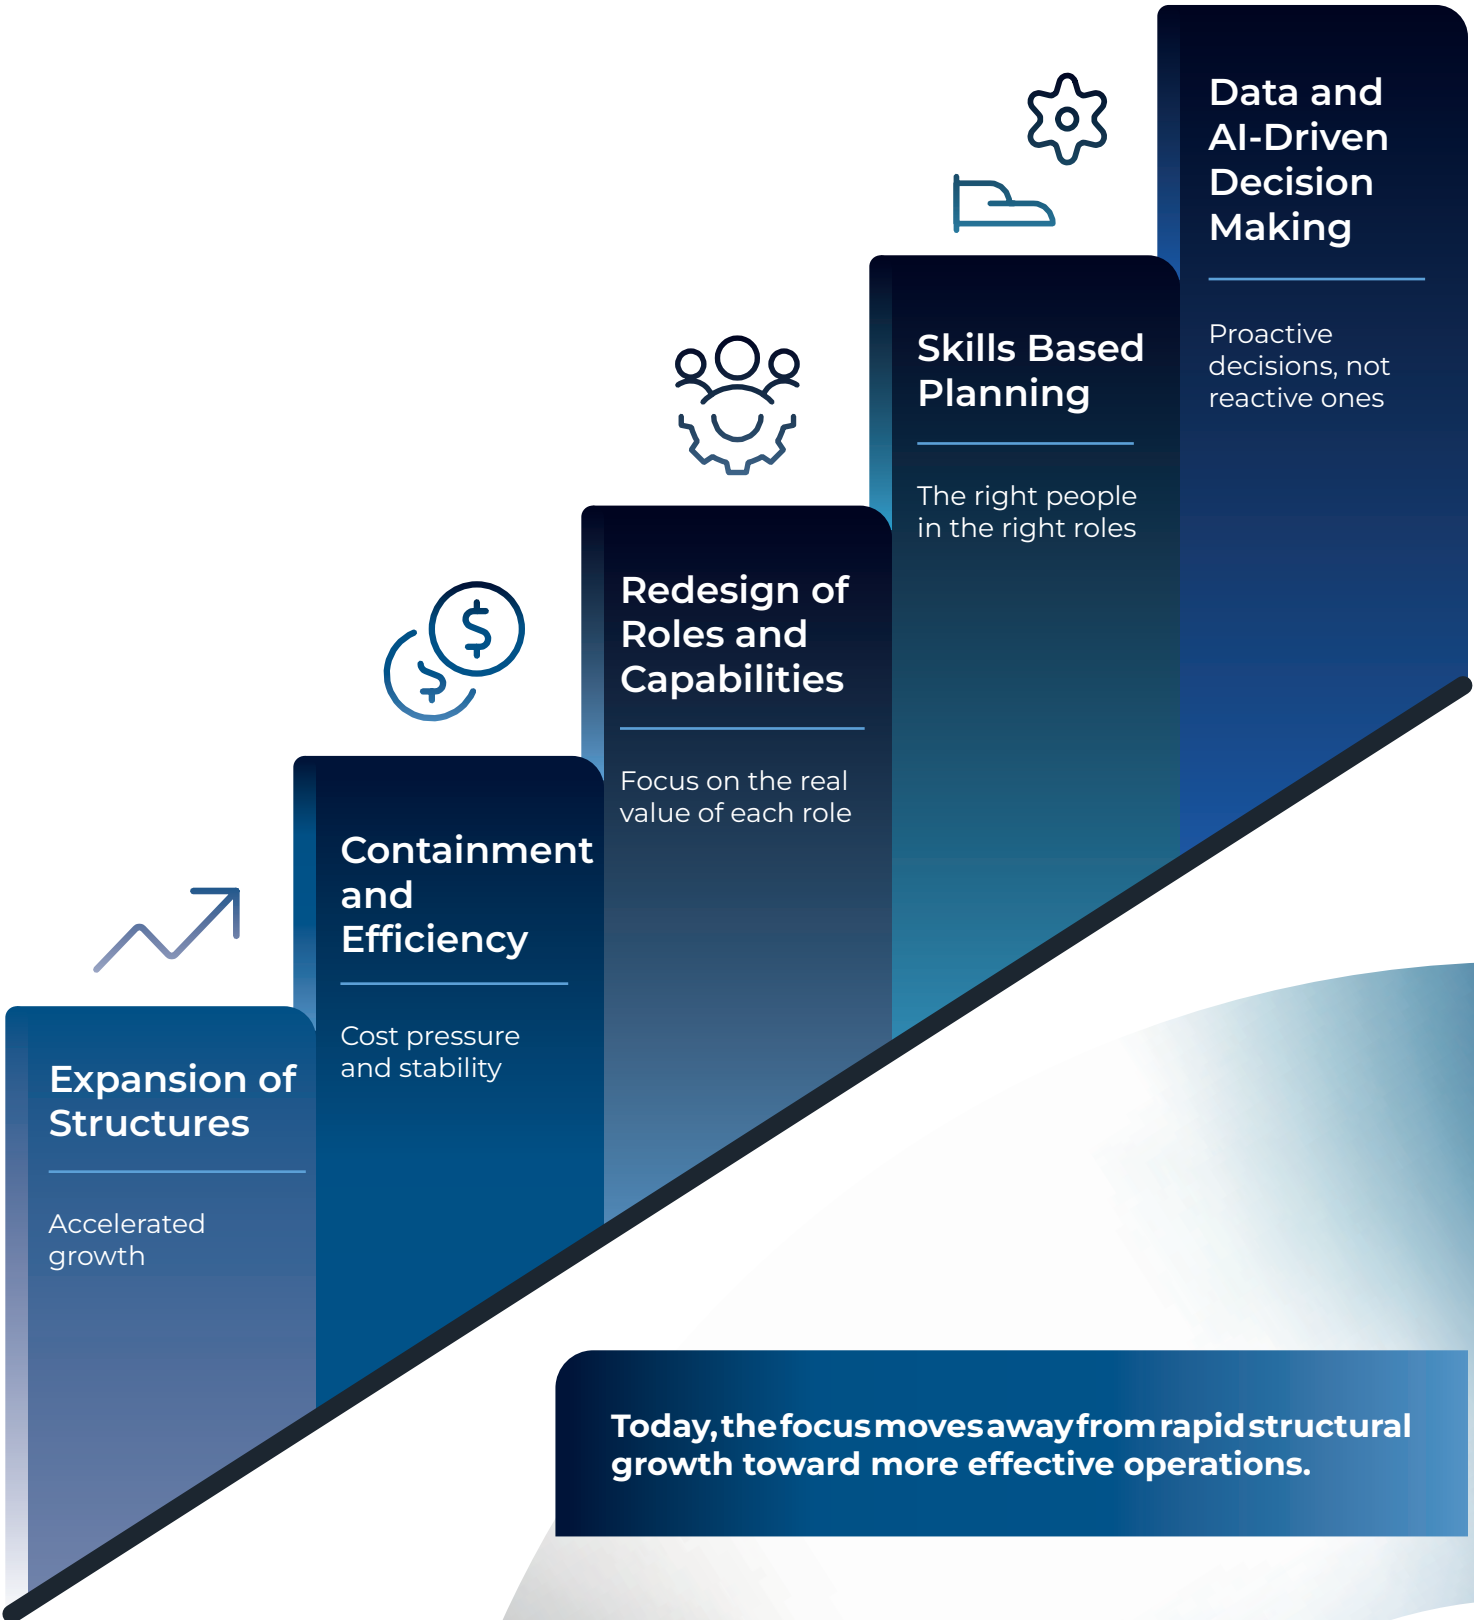 Expansion of
Structures
Accelerated
growth
Containment
and
Efficiency
Cost pressure
and stability
Redesign of
Roles and
Capabilities
Focus on the real
value of each role
Skills Based
Planning
The right people
in the right roles
Data and
AI-Driven
Decision
Making
Proactive
decisions, not
reactive ones
$
$
Today, the focus moves away from rapid structural
growth toward more effective operations.